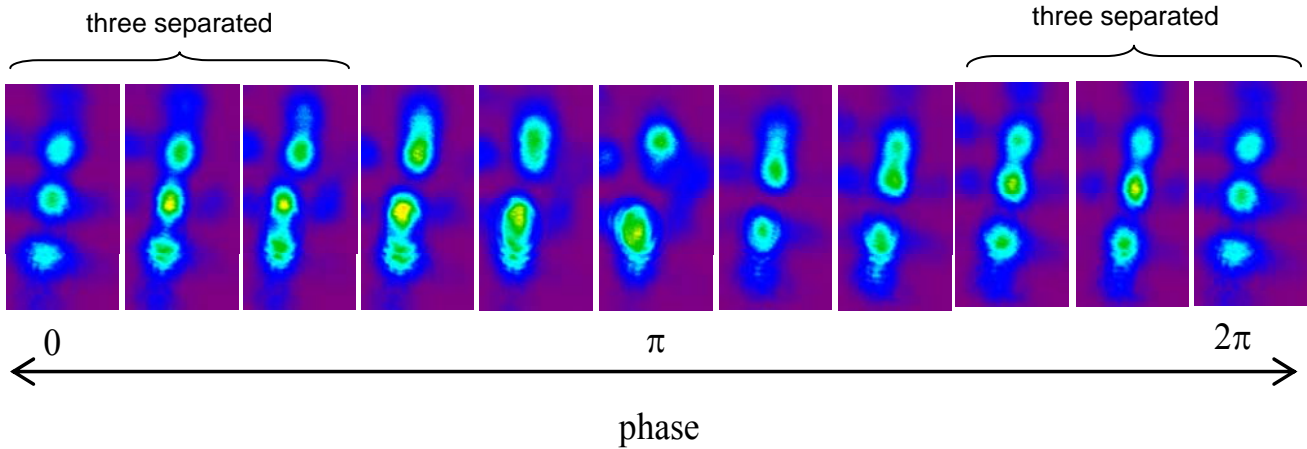 three separated
three separated
0
π
2π
phase